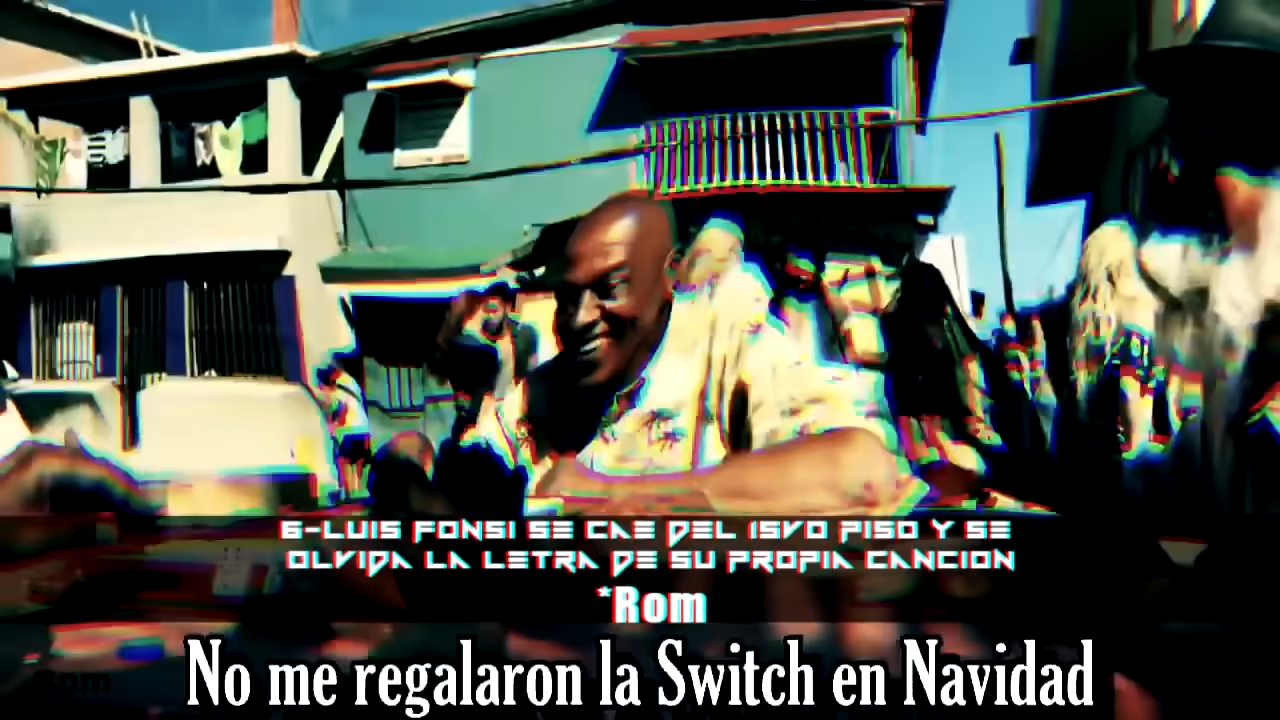 6-LUIS FONSI SE CAE DEL ISVO PISO Y SE
OLVIDA LA LETRA DE SU PROPIA CANCION
*Rom
No me regalaron la Switch en Navidad
Rom